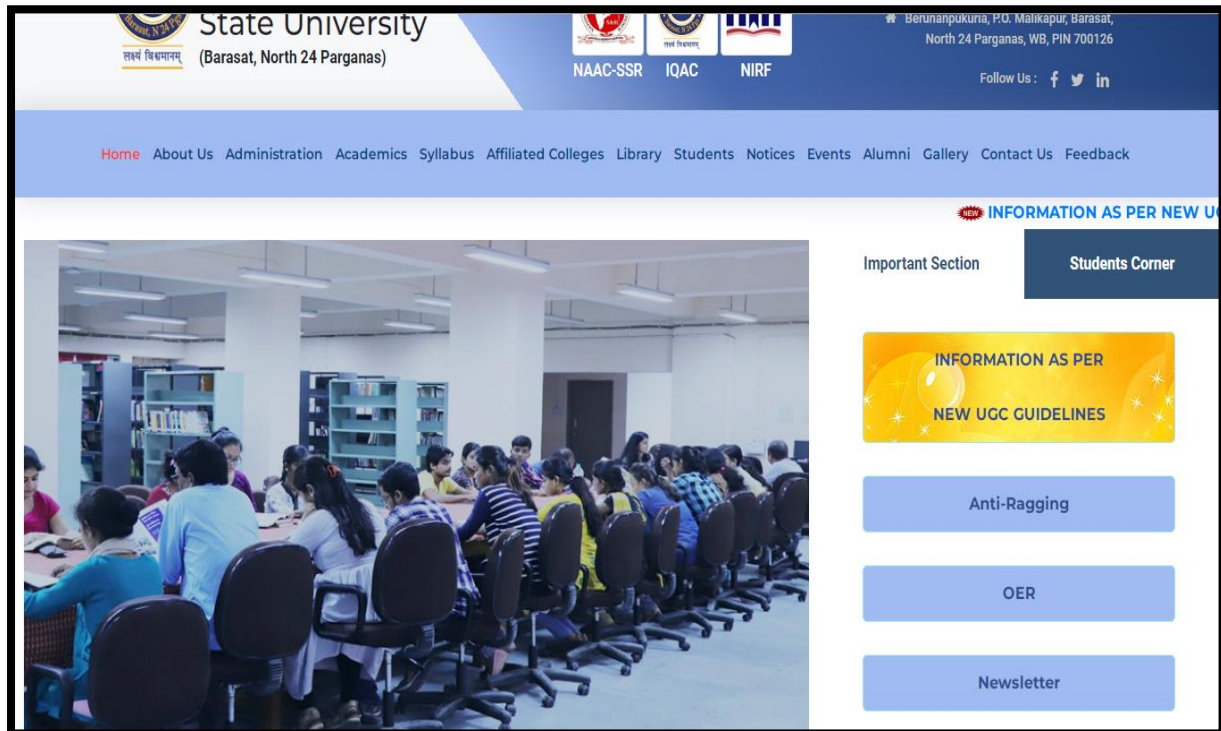 State University
(Barasat, North 24 Parganas)
लक्ष्यं विश्वमानम्
NAAC-SSR IQAC NIRF
Berunanpukuria, P.O. Malikapur, Barasat,
North 24 Parganas, WB, PIN 700126
Follow Us :
Home About Us Administration Academics Syllabus Affiliated Colleges Library Students Notices Events Alumni Gallery Contact Us Feedback
NEW INFORMATION AS PER NEW
Important Section
Students Corner
INFORMATION AS PER
NEW UGC GUIDELINES
Anti-Ragging
OER
Newsletter